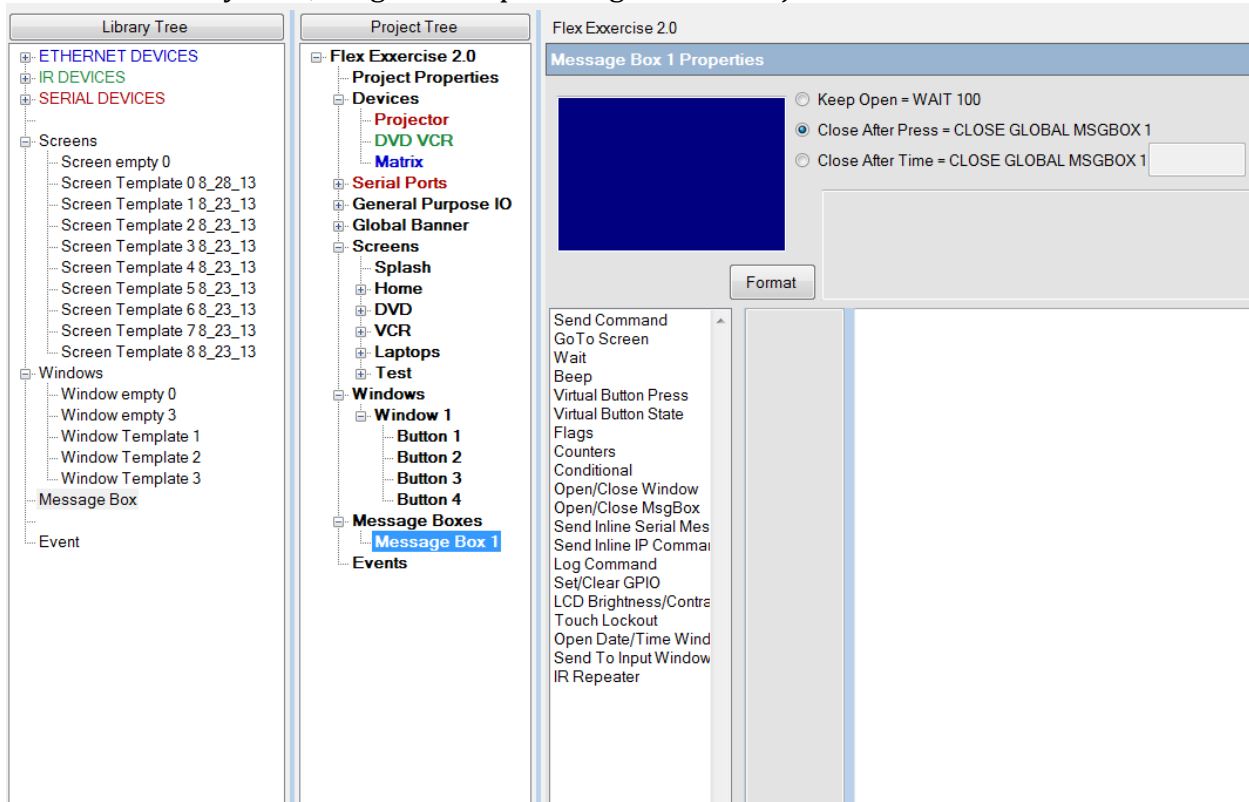 Library Tree
ETHERNET DEVICES
IR DEVICES
SERIAL DEVICES
Screens
Screen empty 0
Screen Template 0 8_28_13
Screen Template 1 8_23_13
Screen Template 2 8_23_13
Screen Template 3 8_23_13
Screen Template 4 8_23_13
Screen Template 5 8_23_13
Screen Template 6 8_23_13
Screen Template 7 8_23_13
Screen Template 8 8_23_13
Windows
Window empty 0
Window empty 3
Window Template 1
Window Template 2
Window Template 3
Message Box
Event
Project Tree
Flex Exxercise 2.0
Project Properties
Devices
Projector
DVD VCR
Matrix
Serial Ports
General Purpose IO
Global Banner
Screens
Splash
Home
DVD
VCR
Laptops
Test
Windows
Window 1
Button 1
Button 2
Button 3
Button 4
Message Boxes
Message Box 1
Events
Flex Exxercise 2.0
Message Box 1 Properties
Keep Open = WAIT 100
Close After Press = CLOSE GLOBAL MSGBOX 1
Close After Time = CLOSE GLOBAL MSGBOX 1
Format
Send Command
GoTo Screen
Wait
Beep
Virtual Button Press
Virtual Button State
Flags
Counters
Conditional
Open/Close Window
Open/Close MsgBox
Send Inline Serial Mes
Send Inline IP Comma
Log Command
Set/Clear GPIO
LCD Brightness/Contra
Touch Lockout
Open Date/Time Wind
Send To Input Window
IR Repeater